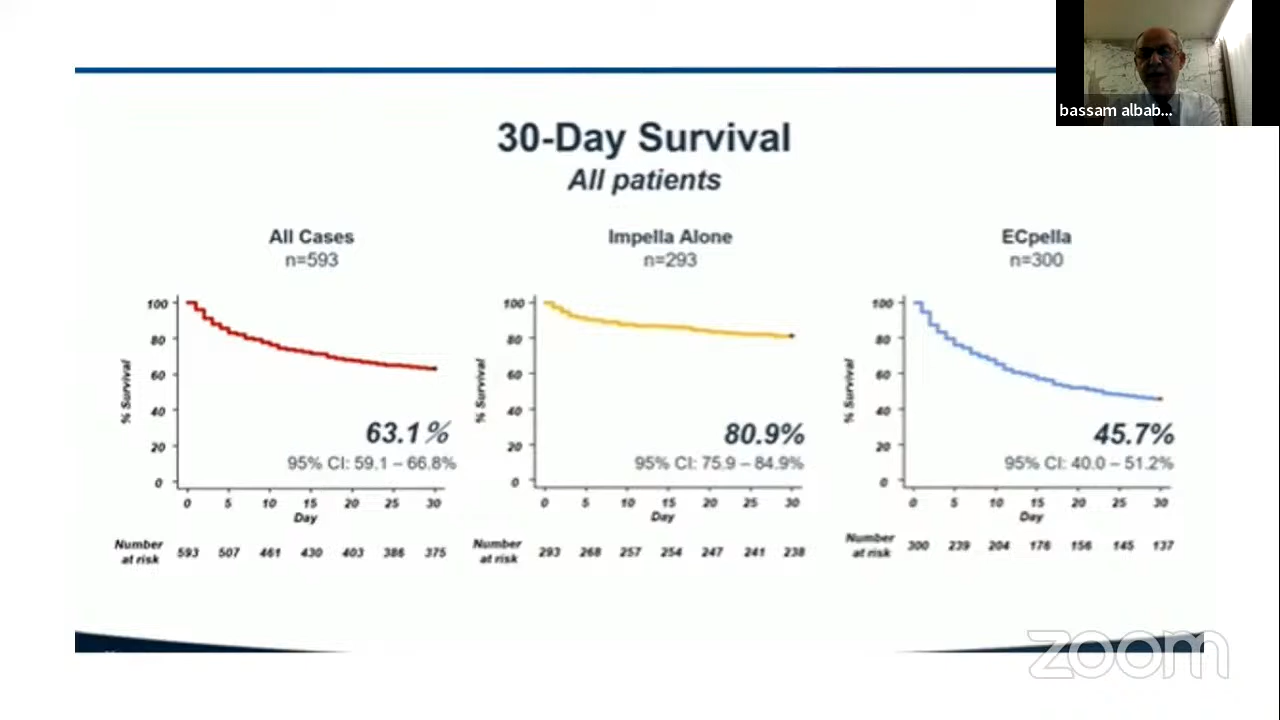 bassam albab...
30-Day Survival
All patients
All Cases
n=593
Impella Alone
n=293
ECpella
n=300
% Survival
100
80
60
40
20
0
63.1%
95% CI: 59.1 – 66.8%
0 5 10 15 20 25 30
Day
Number at risk
593 507 461 430 403 386 375
% Survival
100
80
60
40
20
0
80.9%
95% CI: 75.9 – 84.9%
0 5 10 15 20 25 30
Day
Number at risk
293 268 257 254 247 241 238
% Survival
100
80
60
40
20
0
45.7%
95% CI: 40.0 – 51.2%
0 5 10 15 20 25 30
Day
Number at risk
300 239 204 176 156 145 137
zoom